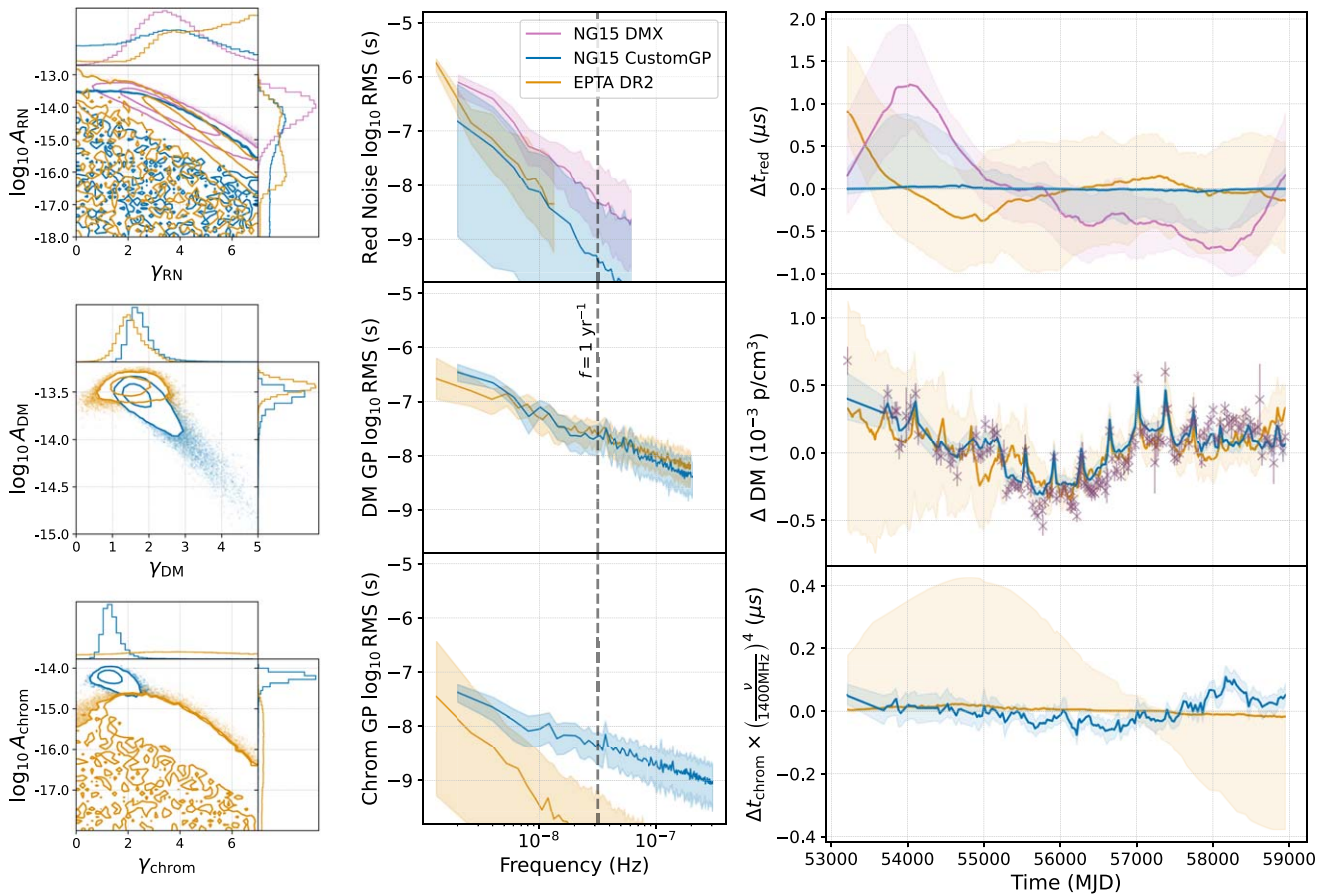 -13.0
-14.0
-15.0
-16.0
-17.0
-18.0
log₁₀ A_RN
0 2 4 6
γ_RN
-13.5
-14.0
-14.5
-15.0
log₁₀ A_DM
0 1 2 3 4 5
γ_DM
-14.0
-15.0
-16.0
-17.0
log₁₀ A_chrom
0 2 4 6
γ_chrom
NG15 DMX
NG15 CustomGP
EPTA DR2
−5
−6
−7
−8
−9
Red Noise log₁₀ RMS (s)
f = 1 yr⁻¹
−5
−6
−7
−8
−9
DM GP log₁₀ RMS (s)
−5
−6
−7
−8
−9
Chrom GP log₁₀ RMS (s)
10⁻⁸ 10⁻⁷
Frequency (Hz)
2.0
1.5
1.0
0.5
0.0
−0.5
−1.0
Δt_red (μs)
1.0
0.5
0.0
−0.5
Δ DM (10⁻³ p/cm³)
0.4
0.2
0.0
−0.2
−0.4
Δt_chrom × (ν/1400MHz)⁴ (μs)
53000 54000 55000 56000 57000 58000 59000
Time (MJD)